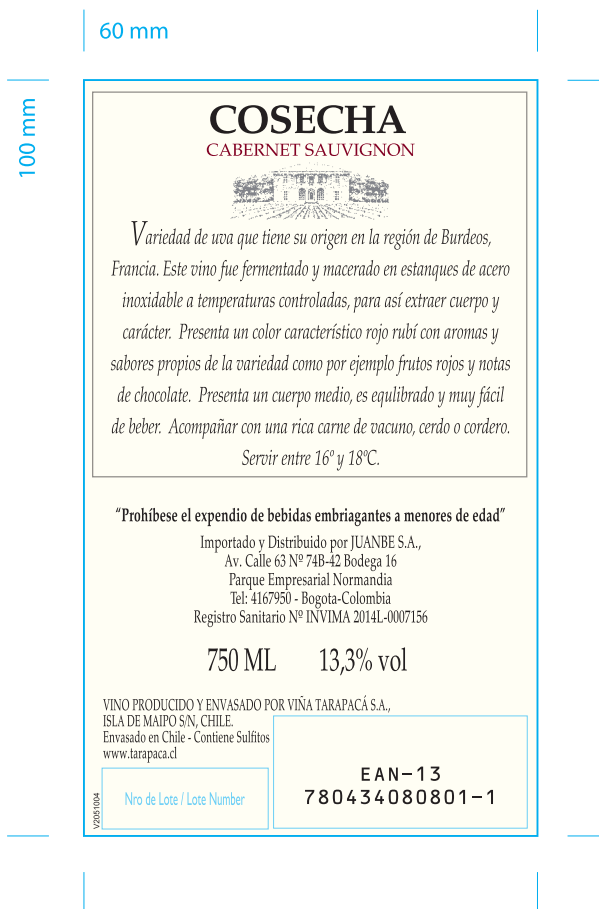 60 mm
100 mm
COSECHA
CABERNET SAUVIGNON
Variedad de uva que tiene su origen en la región de Burdeos,
Francia. Este vino fue fermentado y macerado en estanques de acero
inoxidable a temperaturas controladas, para así extraer cuerpo y
carácter. Presenta un color característico rojo rubí con aromas y
sabores propios de la variedad como por ejemplo frutos rojos y notas
de chocolate. Presenta un cuerpo medio, es equlibrado y muy fácil
de beber. Acompañar con una rica carne de vacuno, cerdo o cordero.
Servir entre 16º y 18ºC.
“Prohíbese el expendio de bebidas embriagantes a menores de edad”
Importado y Distribuido por JUANBE S.A.,
Av. Calle 63 Nº 74B-42 Bodega 16
Parque Empresarial Normandia
Tel: 4167950 - Bogota-Colombia
Registro Sanitario Nº INVIMA 2014L-0007156
750 ML 13,3% vol
VINO PRODUCIDO Y ENVASADO POR VIÑA TARAPACÁ S.A.,
ISLA DE MAIPO S/N, CHILE.
Envasado en Chile - Contiene Sulfitos
www.tarapaca.cl
EAN-13
780434080801-1
Nro de Lote / Lote Number
V2051004